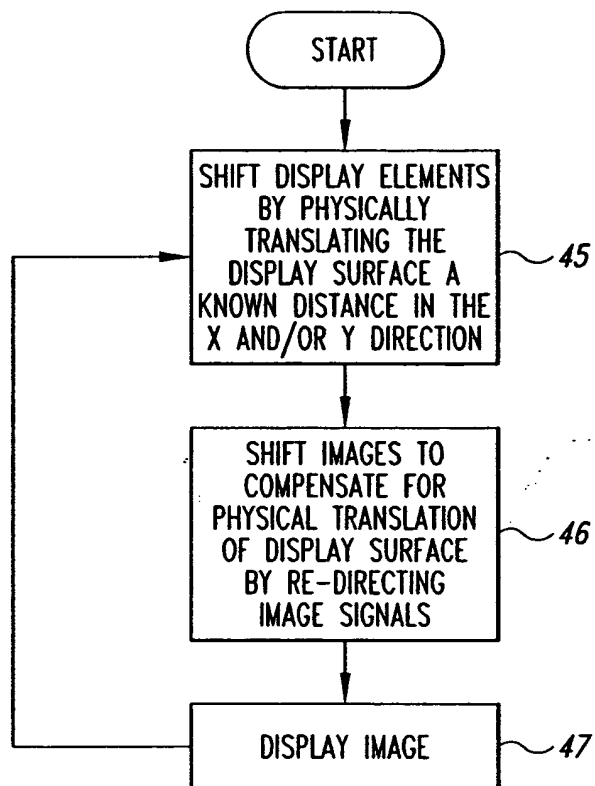 START
SHIFT DISPLAY ELEMENTS
BY PHYSICALLY
TRANSLATING THE
DISPLAY SURFACE A
KNOWN DISTANCE IN THE
X AND/OR Y DIRECTION
45
SHIFT IMAGES TO
COMPENSATE FOR
PHYSICAL TRANSLATION
OF DISPLAY SURFACE
BY RE-DIRECTING
IMAGE SIGNALS
46
DISPLAY IMAGE
47